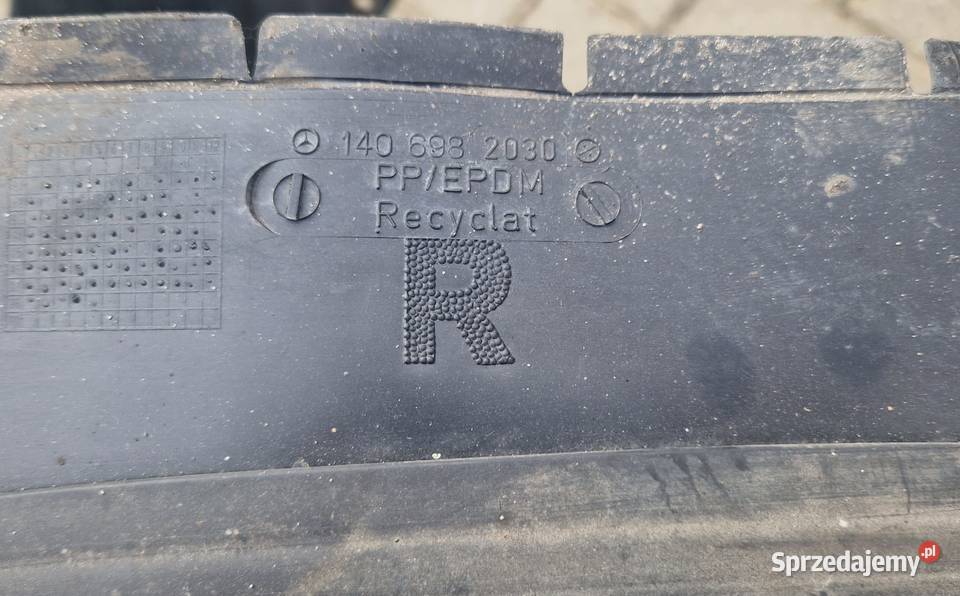 140 698 2030
PP/EPDM
Recyclat
R
Sprzedajemy.pl